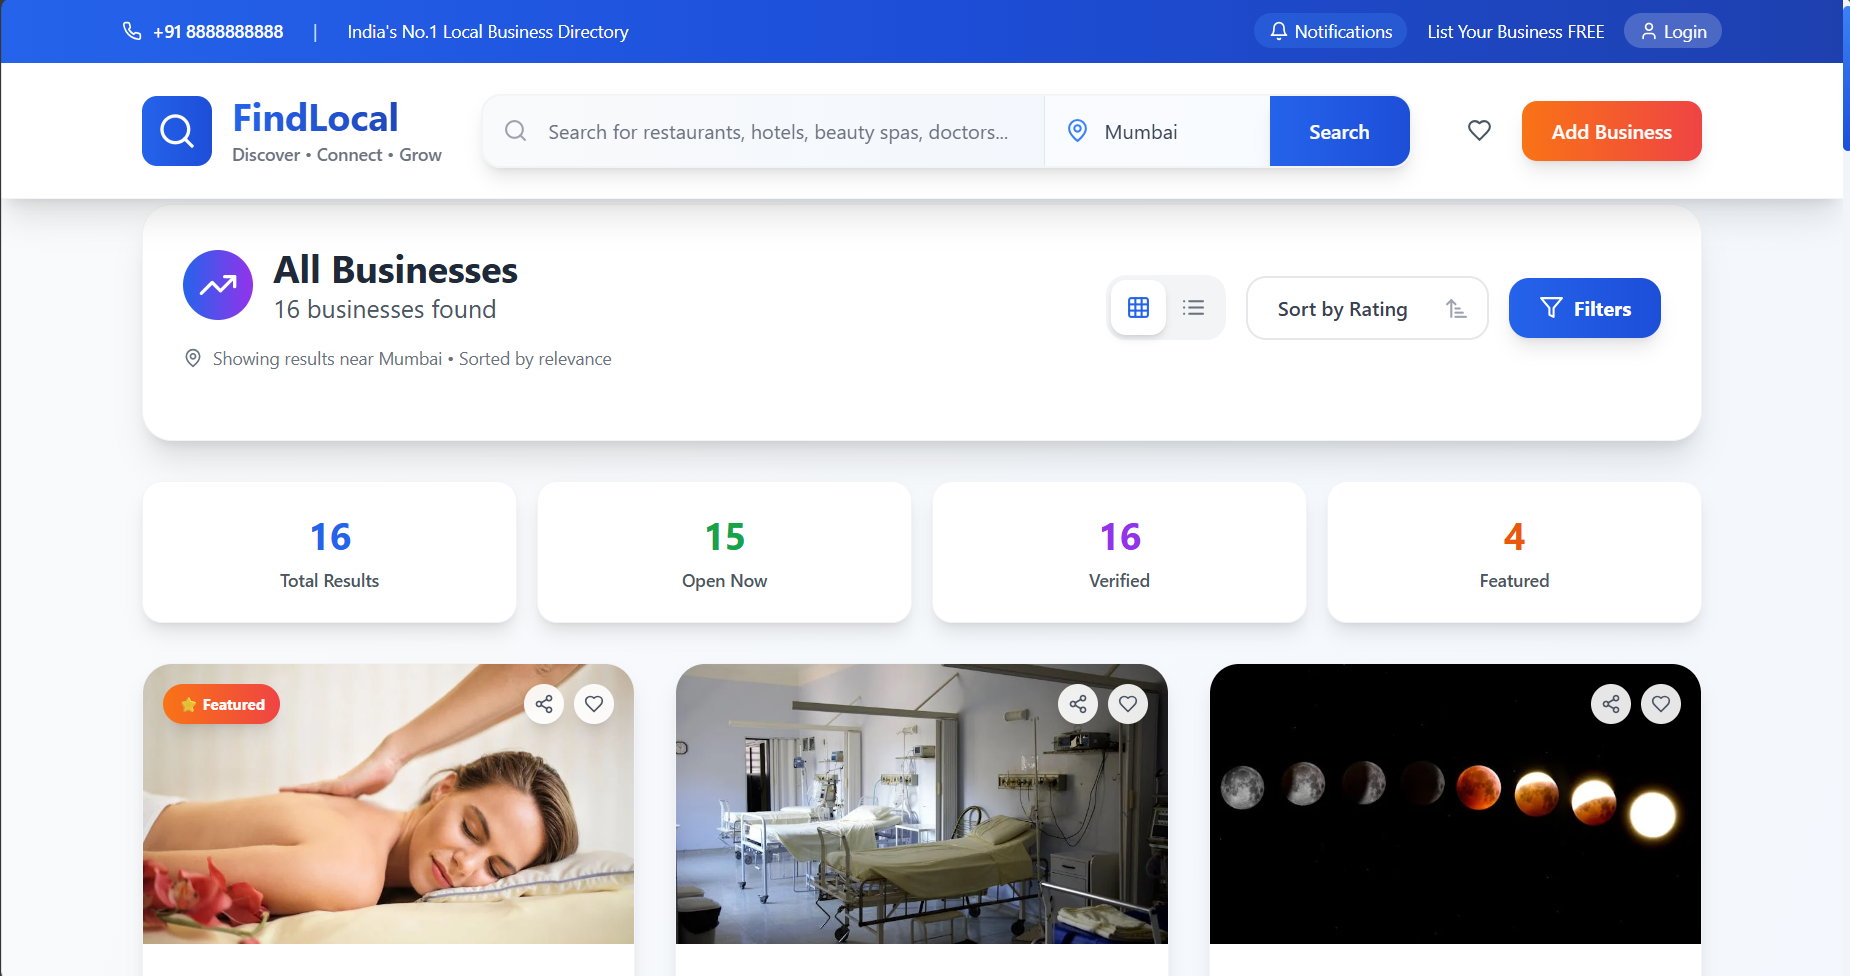 +91 8888888888 | India's No.1 Local Business Directory
Notifications List Your Business FREE Login
FindLocal
Discover • Connect • Grow
Search for restaurants, hotels, beauty spas, doctors...
Mumbai
Search
Add Business
All Businesses
16 businesses found
Showing results near Mumbai • Sorted by relevance
Sort by Rating
Filters
16
Total Results
15
Open Now
16
Verified
4
Featured
Featured